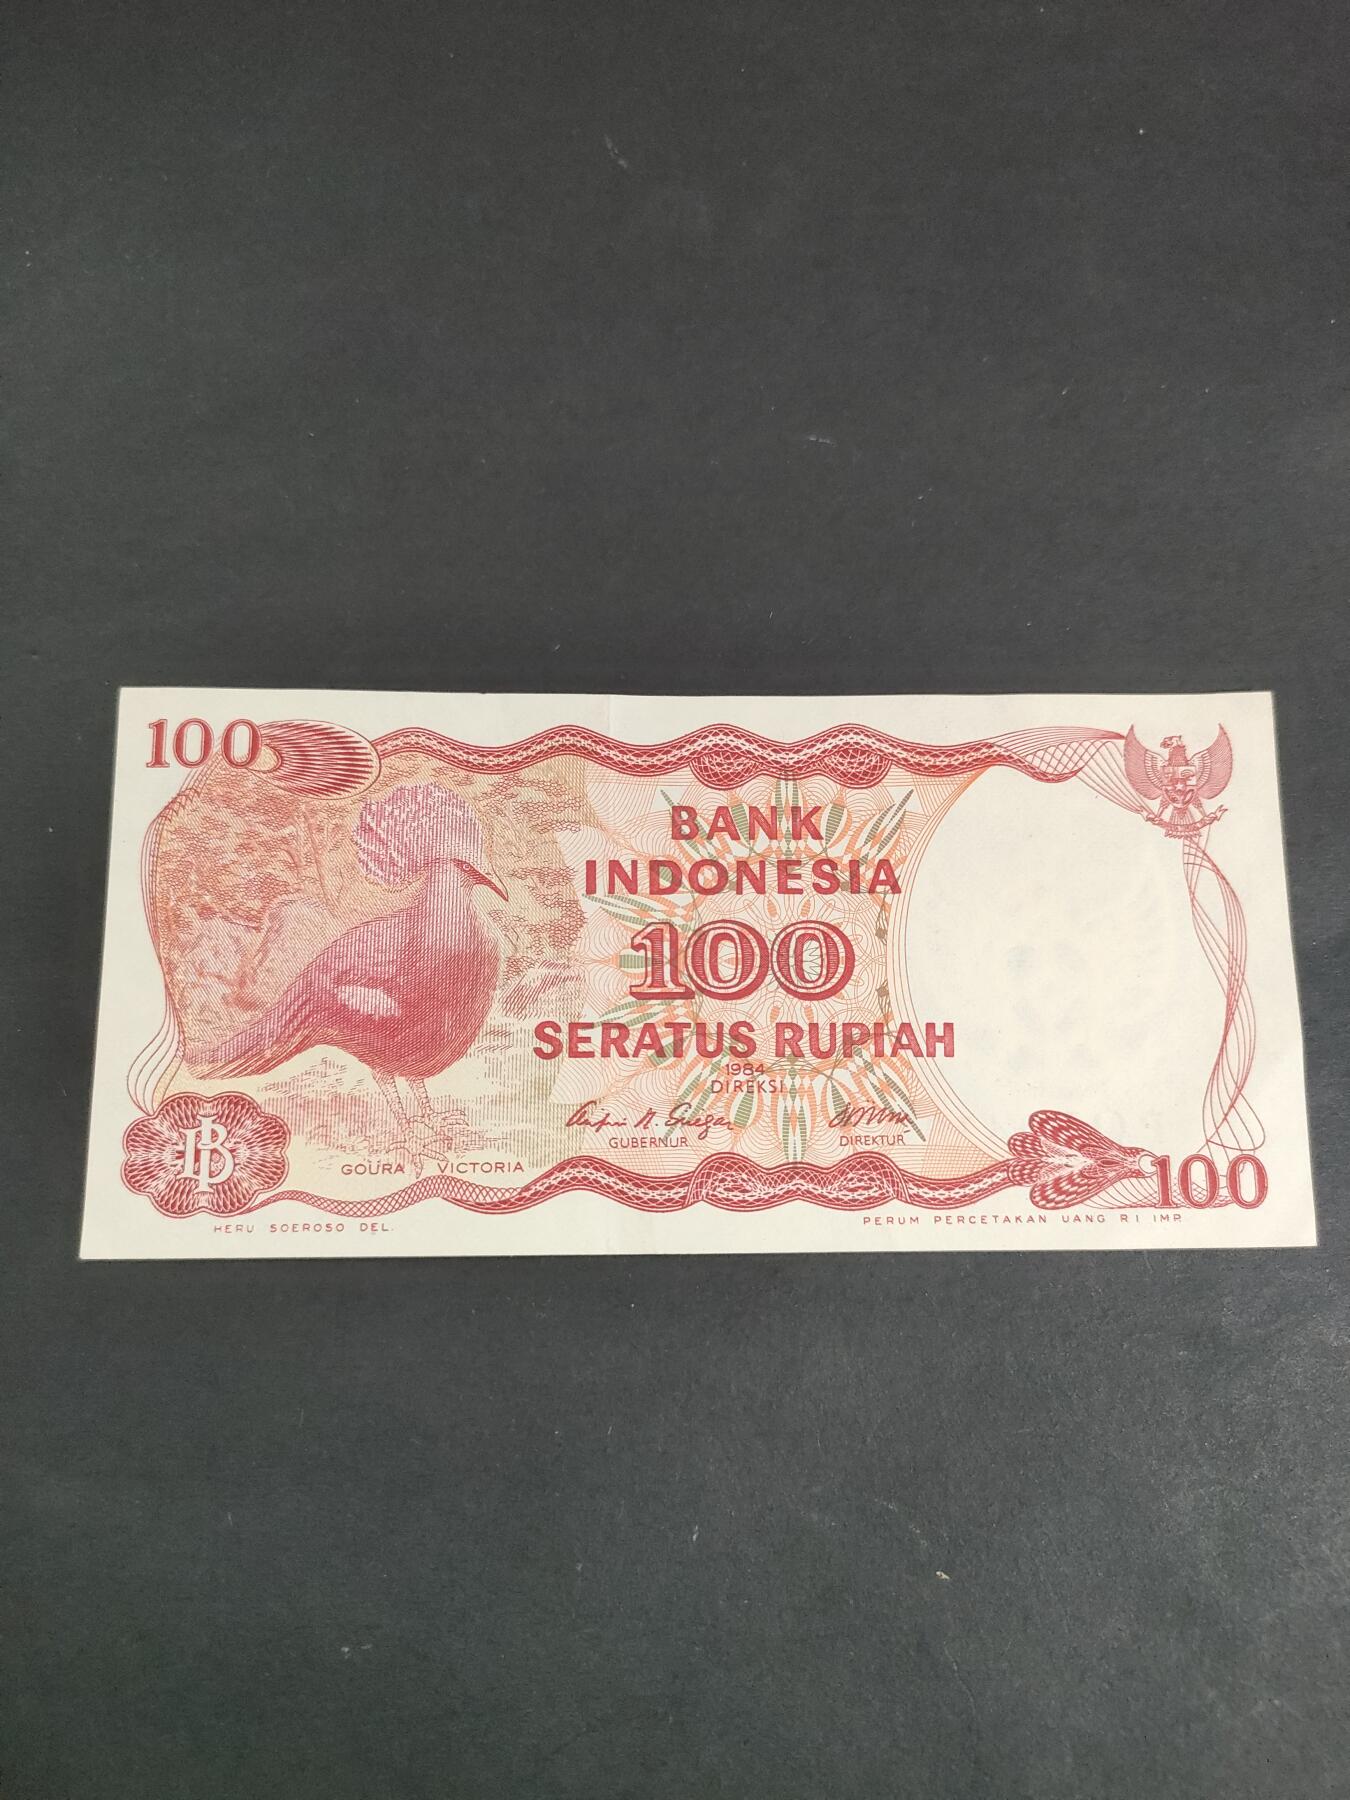 100
BANK
INDONESIA
100
SERATUS RUPIAH
1984
DIREKSI
GUBERNUR DIREKTUR
GOURA VICTORIA
100
HERU SOEROSO DEL.
PERUM PERCETAKAN UANG RI IMP.